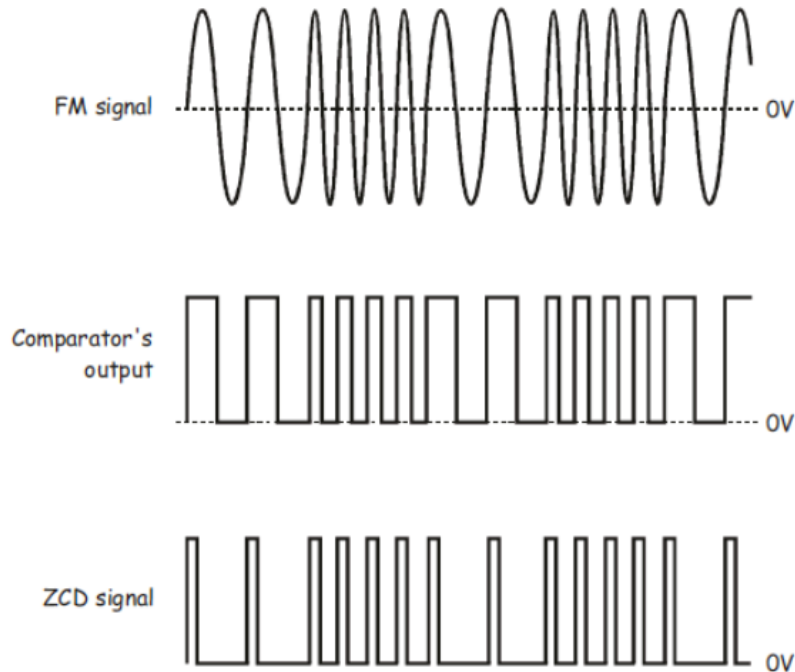 FM signal
0V
Comparator's
output
0V
ZCD signal
0V